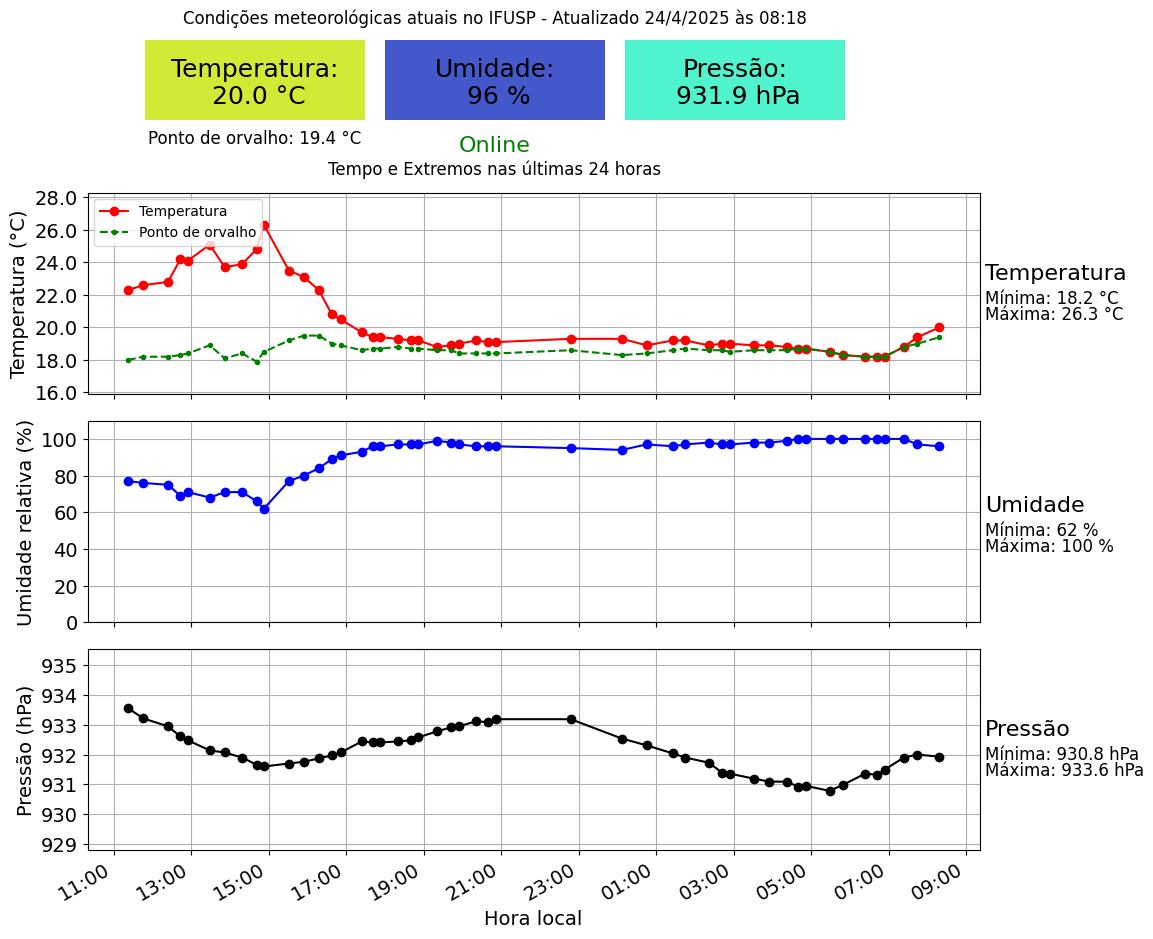 Condições meteorológicas atuais no IFUSP - Atualizado 24/4/2025 às 08:18
Temperatura:
20.0 °C
Umidade:
96 %
Pressão:
931.9 hPa
Ponto de orvalho: 19.4 °C
Online
Tempo e Extremos nas últimas 24 horas
Temperatura (°C)
28.0
26.0
24.0
22.0
20.0
18.0
16.0
Temperatura
Ponto de orvalho
Temperatura
Mínima: 18.2 °C
Máxima: 26.3 °C
Umidade relativa (%)
100
80
60
40
20
0
Umidade
Mínima: 62 %
Máxima: 100 %
Pressão (hPa)
935
934
933
932
931
930
929
Pressão
Mínima: 930.8 hPa
Máxima: 933.6 hPa
11:00
13:00
15:00
17:00
19:00
21:00
23:00
01:00
03:00
05:00
07:00
09:00
Hora local